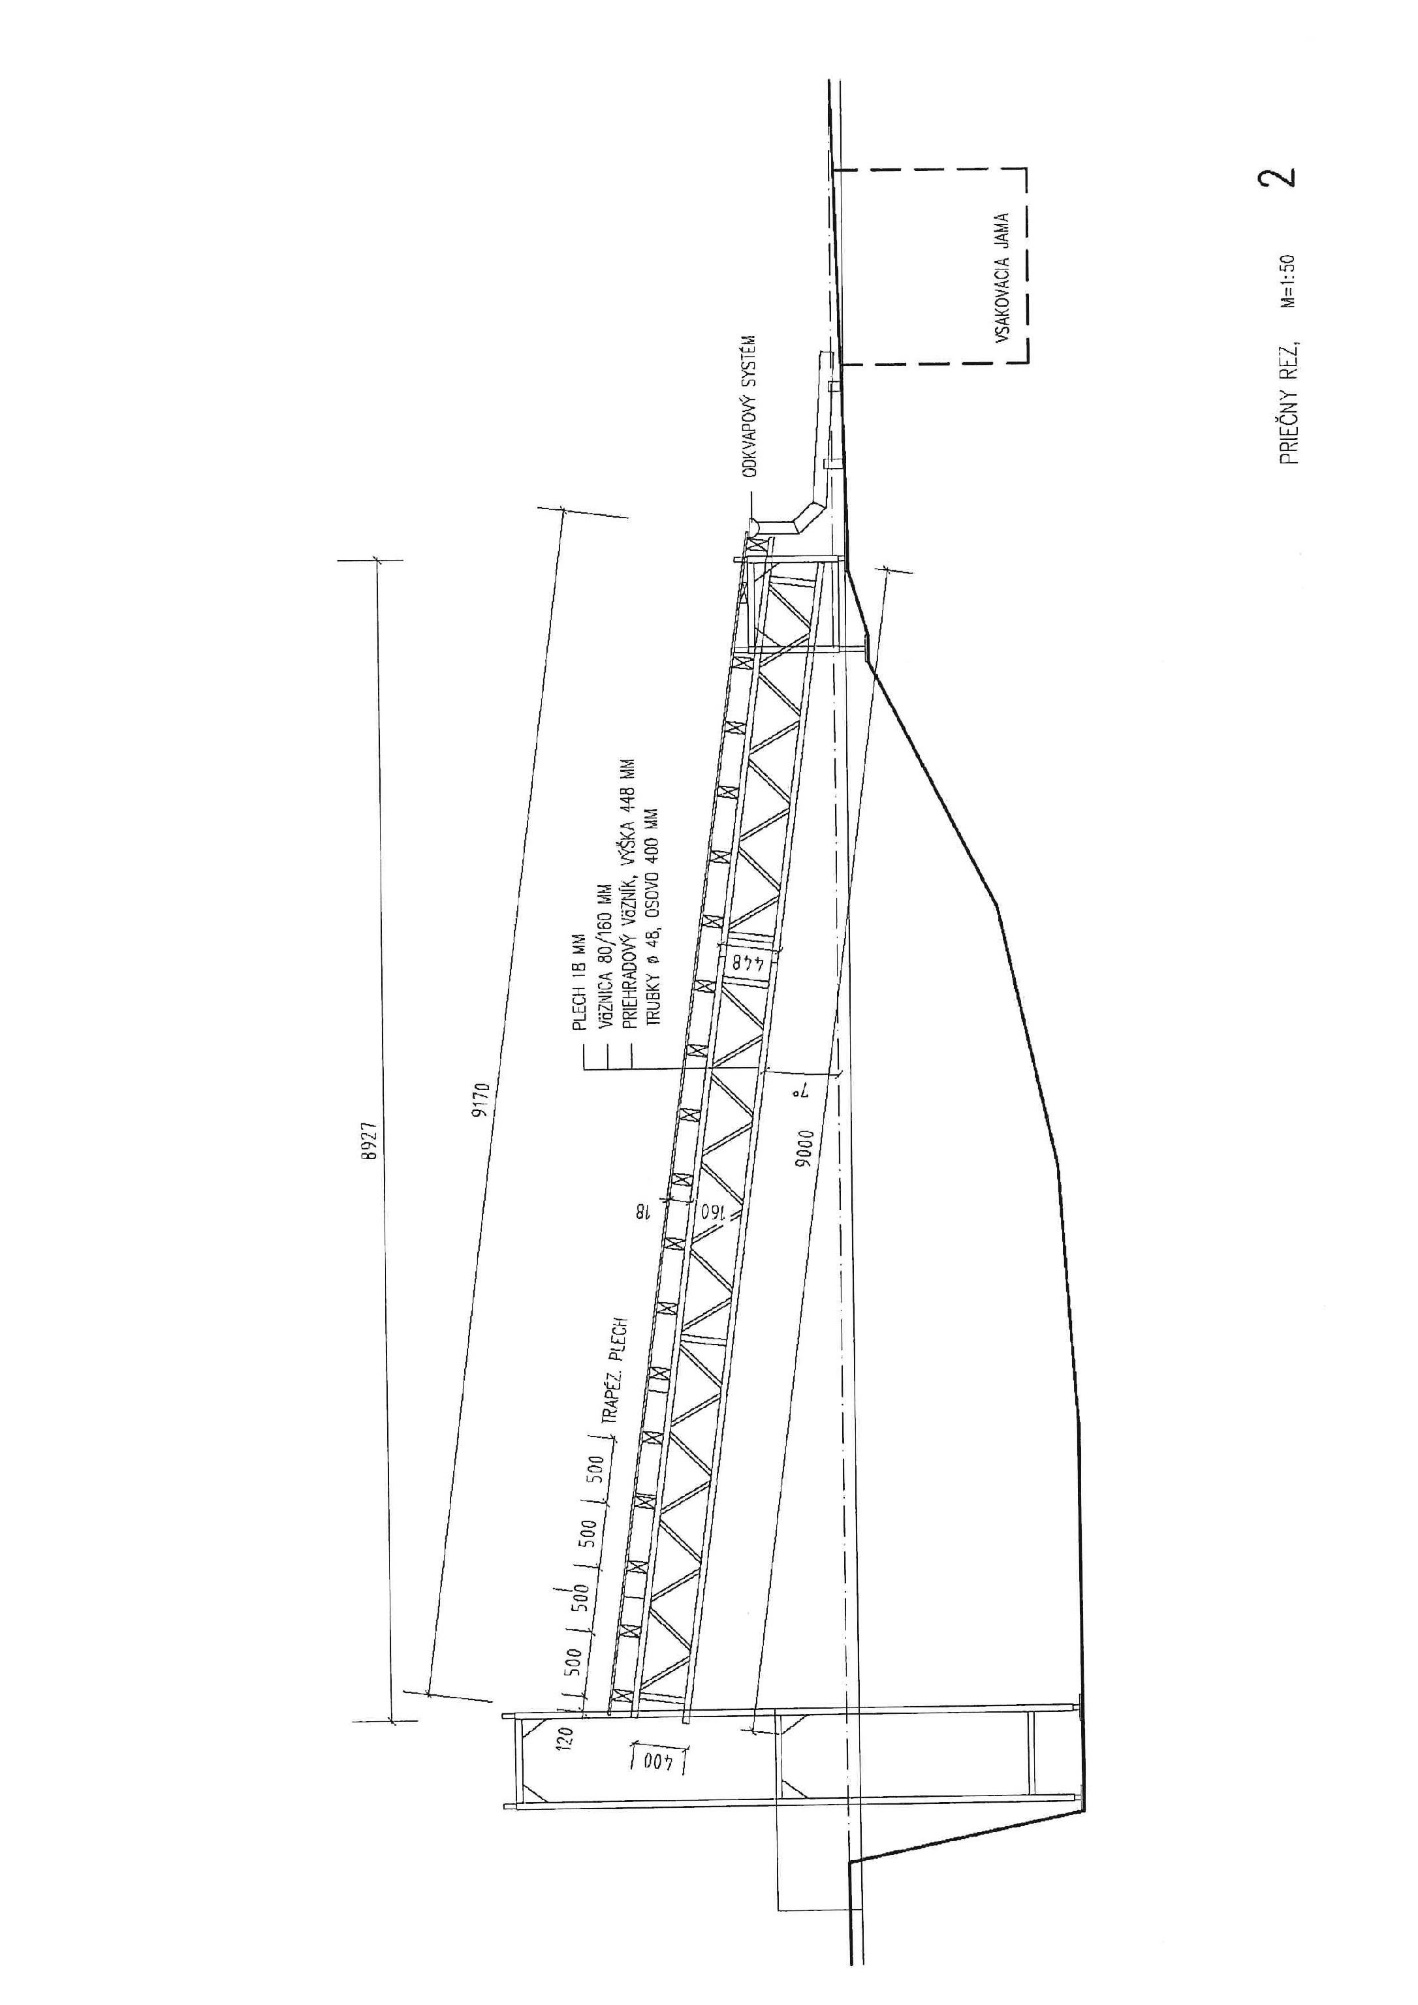 8927
9170
PLECH 18 MM
VäZNICA 80/160 MM
PRIEHRADOVÝ VäZNÍK, VÝŠKA 448 MM
TRUBKY ø 48, OSOVO 400 MM
ODKVAPOVÝ SYSTÉM
500
500
500
500
TRAPÉZ. PLECH
18
160
448
7°
9000
120
400
VSAKOVACIA JAMA
PRIEČNY REZ, M=1:50 2